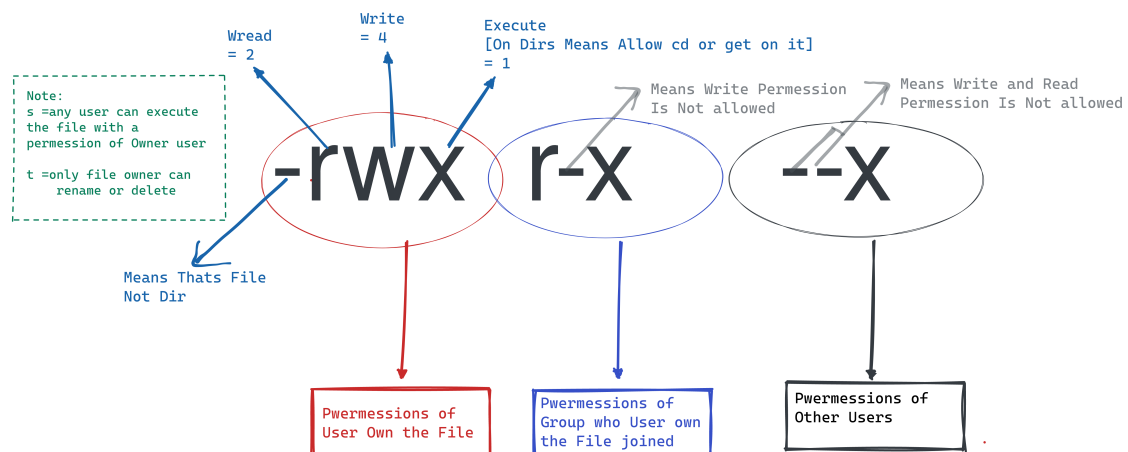 Write
= 4
Wread
= 2
Execute
[On Dirs Means Allow cd or get on it]
= 1
Note:
s =any user can execute
the file with a
permession of Owner user
t =only file owner can
rename or delete
Means Write Permession
Is Not allowed
Means Write and Read
Permession Is Not allowed
-rwx r-x --x
Means Thats File
Not Dir
Pwermessions of
User Own the File
Pwermessions of
Group who User own
the File joined
Pwermessions of
Other Users